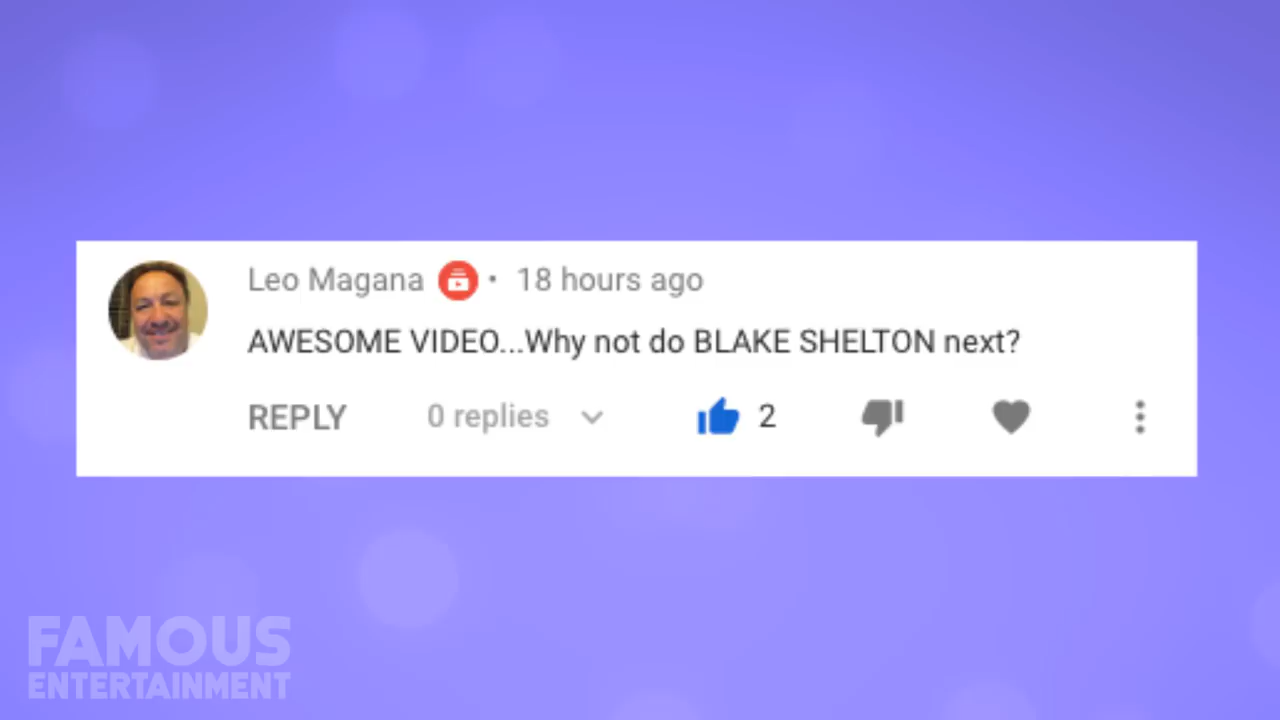 Leo Magana • 18 hours ago
AWESOME VIDEO...Why not do BLAKE SHELTON next?
REPLY 0 replies 2
FAMOUS
ENTERTAINMENT